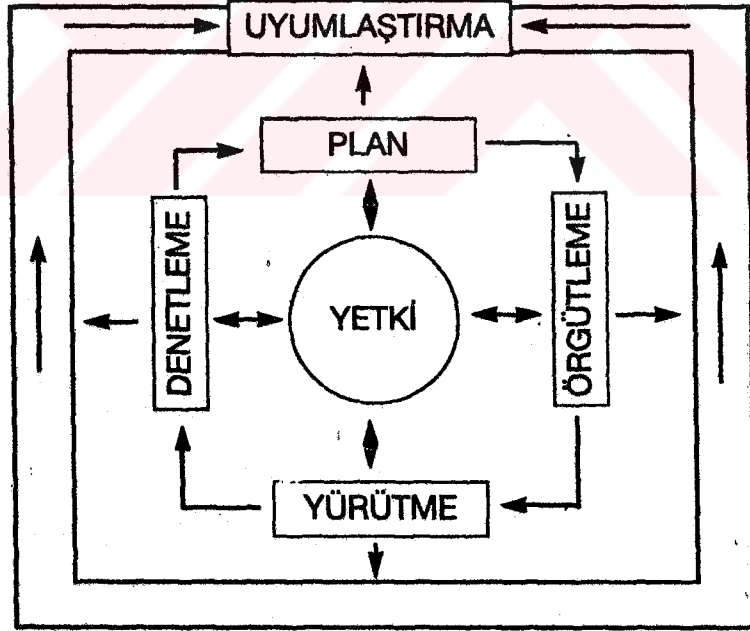 UYUMLAŞTIRMA
PLAN
DENETLEME
YETKİ
ÖRGÜTLEME
YÜRÜTME